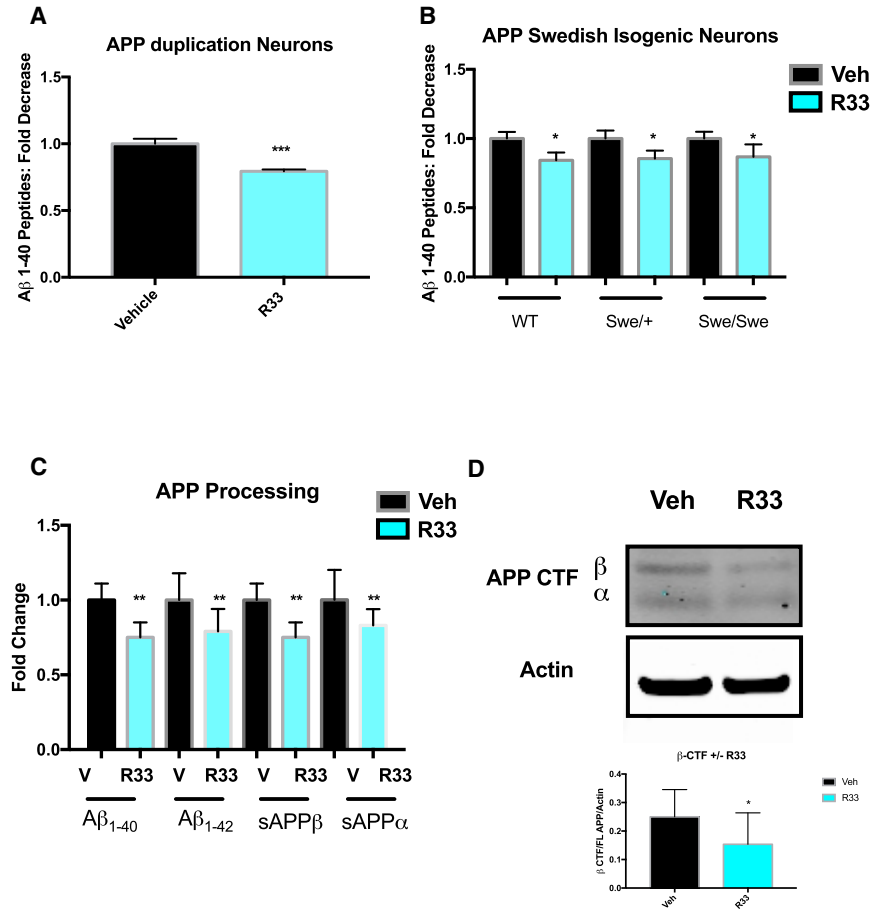 A
APP duplication Neurons
Aβ 1-40 Peptides: Fold Decrease
1.5
1.0
0.5
0.0
***
Vehicle
R33
B
APP Swedish Isogenic Neurons
Aβ 1-40 Peptides: Fold Decrease
1.5
1.0
0.5
0.0
* * *
WT Swe/+ Swe/Swe
Veh
R33
C
APP Processing
Fold Change
1.5
1.0
0.5
0.0
** ** ** **
V R33 V R33 V R33 V R33
Aβ1-40 Aβ1-42 sAPPβ sAPPα
Veh
R33
D
Veh R33
APP CTF β
α
Actin
β-CTF +/- R33
β CTF/FL APP/Actin
0.4
0.3
0.2
0.1
0.0
*
Veh
R33
Veh
R33